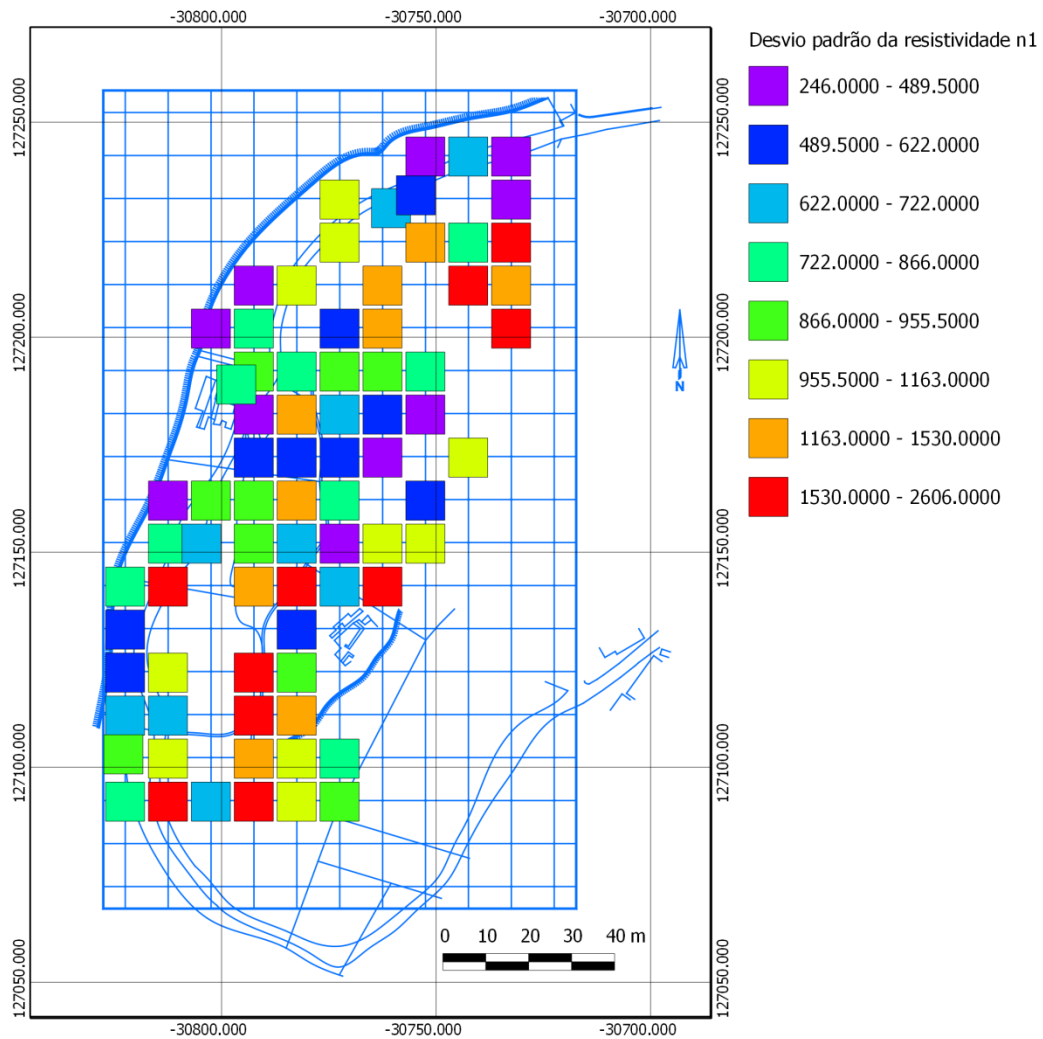 -30800.000 -30750.000 -30700.000
Desvio padrão da resistividade n1
246.0000 - 489.5000
489.5000 - 622.0000
622.0000 - 722.0000
722.0000 - 866.0000
866.0000 - 955.5000
955.5000 - 1163.0000
1163.0000 - 1530.0000
1530.0000 - 2606.0000
127250.000 127250.000
127200.000 127200.000
N
127150.000 127150.000
127100.000 127100.000
0 10 20 30 40 m
127050.000 127050.000
-30800.000 -30750.000 -30700.000